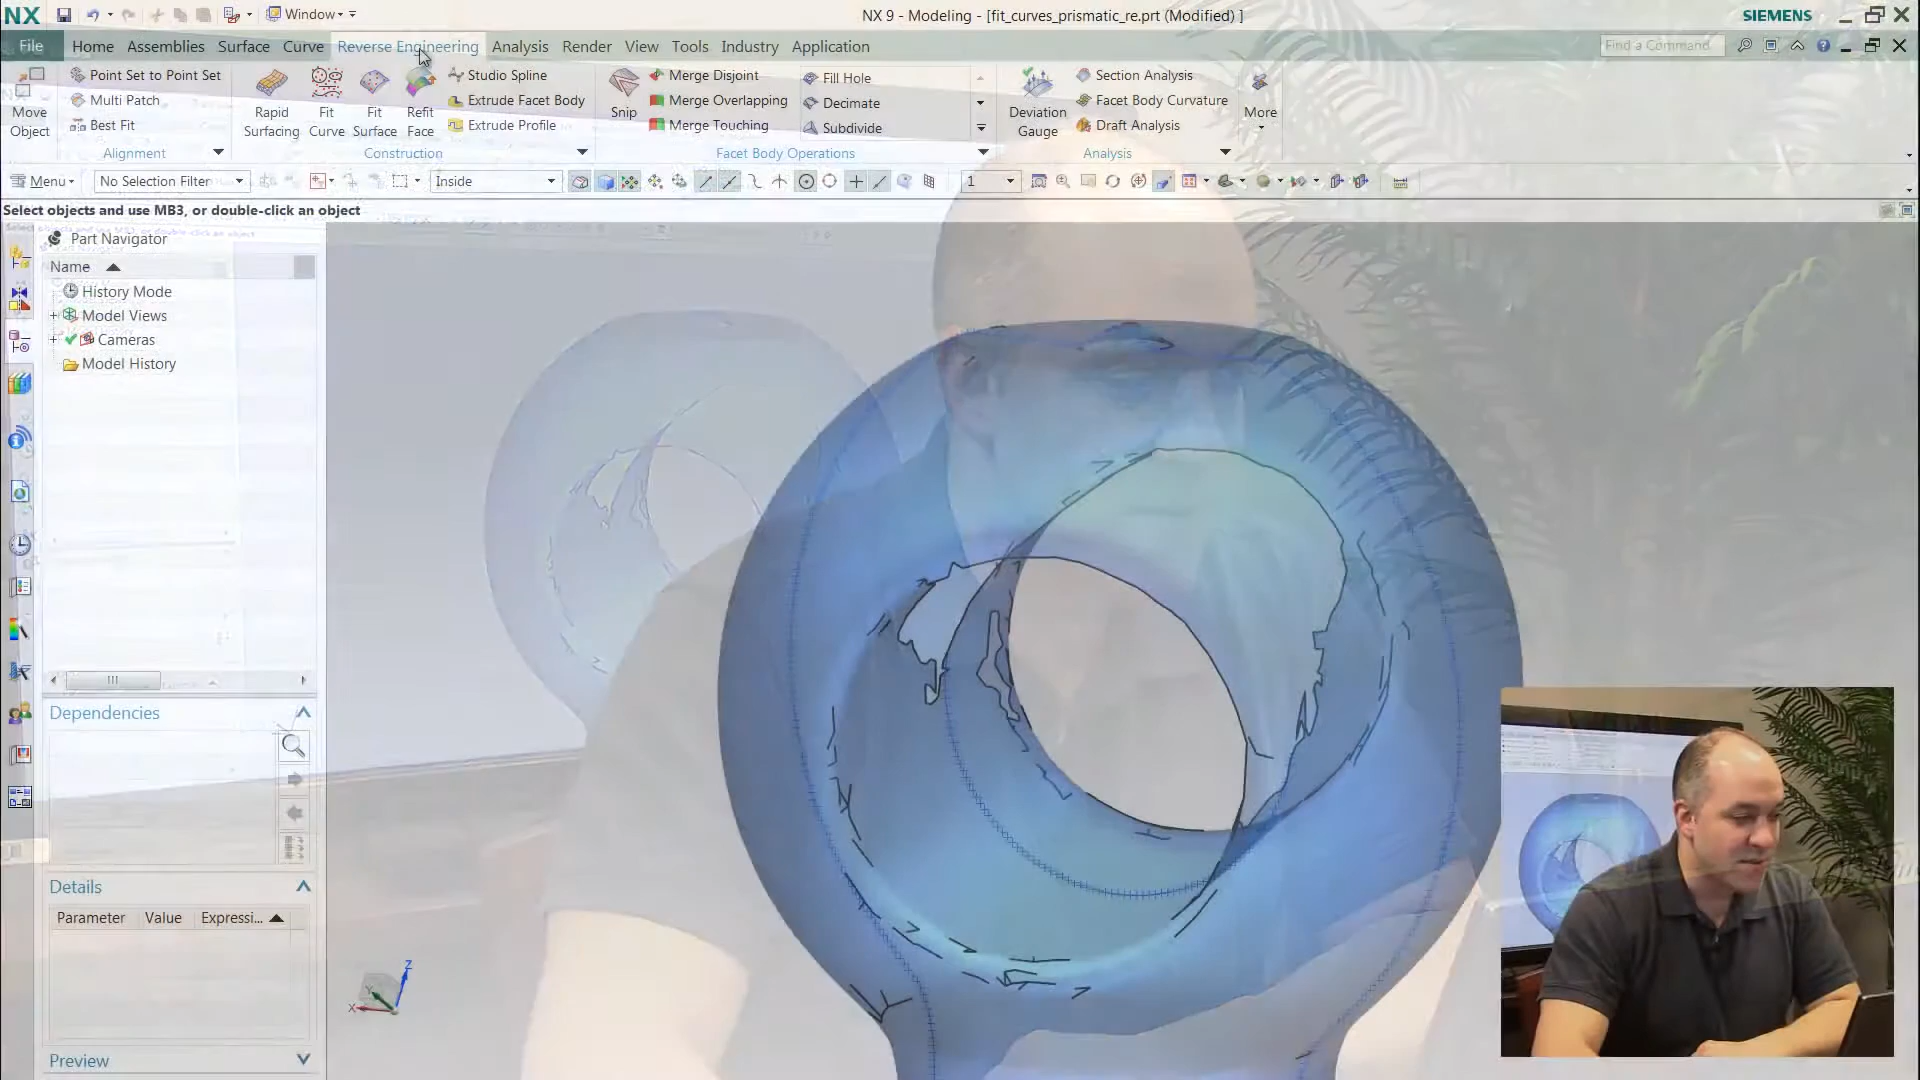 NX Window NX 9 - Modeling - [fit_curves_prismatic_re.prt (Modified) ] SIEMENS
File Home Assemblies Surface Curve Reverse Engineering Analysis Render View Tools Industry Application Find a Command
Move Object
Point Set to Point Set
Multi Patch
Best Fit
Alignment
Rapid Surfacing
Fit Curve
Fit Surface
Refit Face
Studio Spline
Extrude Facet Body
Extrude Profile
Construction
Snip
Merge Disjoint
Merge Overlapping
Merge Touching
Fill Hole
Decimate
Subdivide
Facet Body Operations
Deviation Gauge
Section Analysis
Facet Body Curvature
Draft Analysis
Analysis
More
Menu No Selection Filter Inside 1
Select objects and use MB3, or double-click an object
Part Navigator
Name
History Mode
Model Views
Cameras
Model History
Dependencies
Details
Parameter Value Expressi...
Preview
Z
Y
X